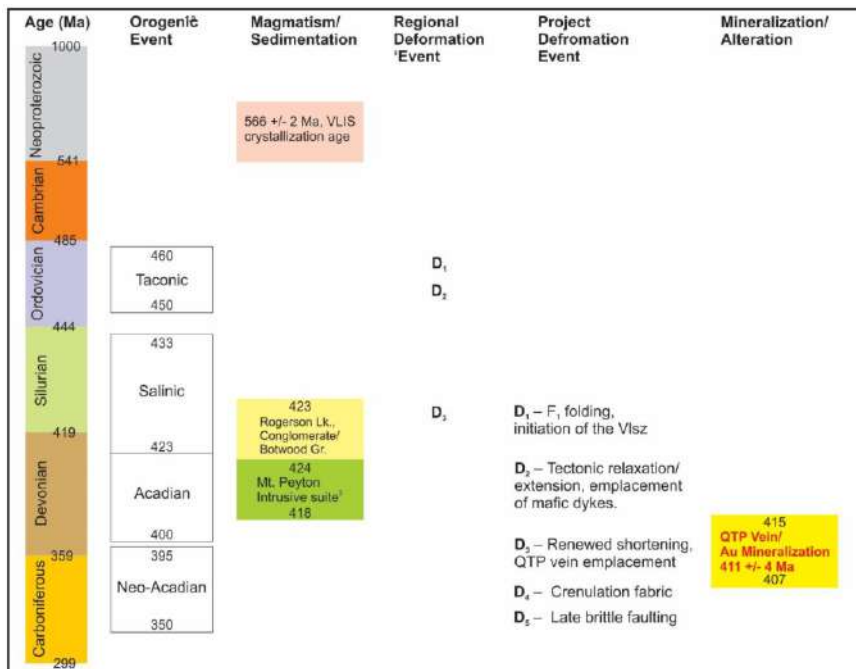 Age (Ma)
Orogenic̃
Event
Magmatism/
Sedimentation
Regional
Deformation
'Event
Project
Defromation
Event
Mineralization/
Alteration
1000
Neoproterozoic
541
Cambrian
485
Ordovician
444
Silurian
419
Devonian
359
Carboniferous
299
460
Taconic
450
433
Salinic
423
Acadian
400
395
Neo-Acadian
350
566 +/- 2 Ma, VLIS
crystallization age
423
Rogerson Lk.,
Conglomerate/
Botwood Gr.
424
Mt. Peyton
Intrusive suite³
418
D₁
D₂
D₃
D₁ – F₁ folding,
initiation of the Vlsz
D₂ – Tectonic relaxation/
extension, emplacement
of mafic dykes.
D₃ – Renewed shortening,
QTP vein emplacement
D₄ – Crenulation fabric
D₅ – Late brittle faulting
415
QTP Vein/
Au Mineralization
411 +/- 4 Ma
407